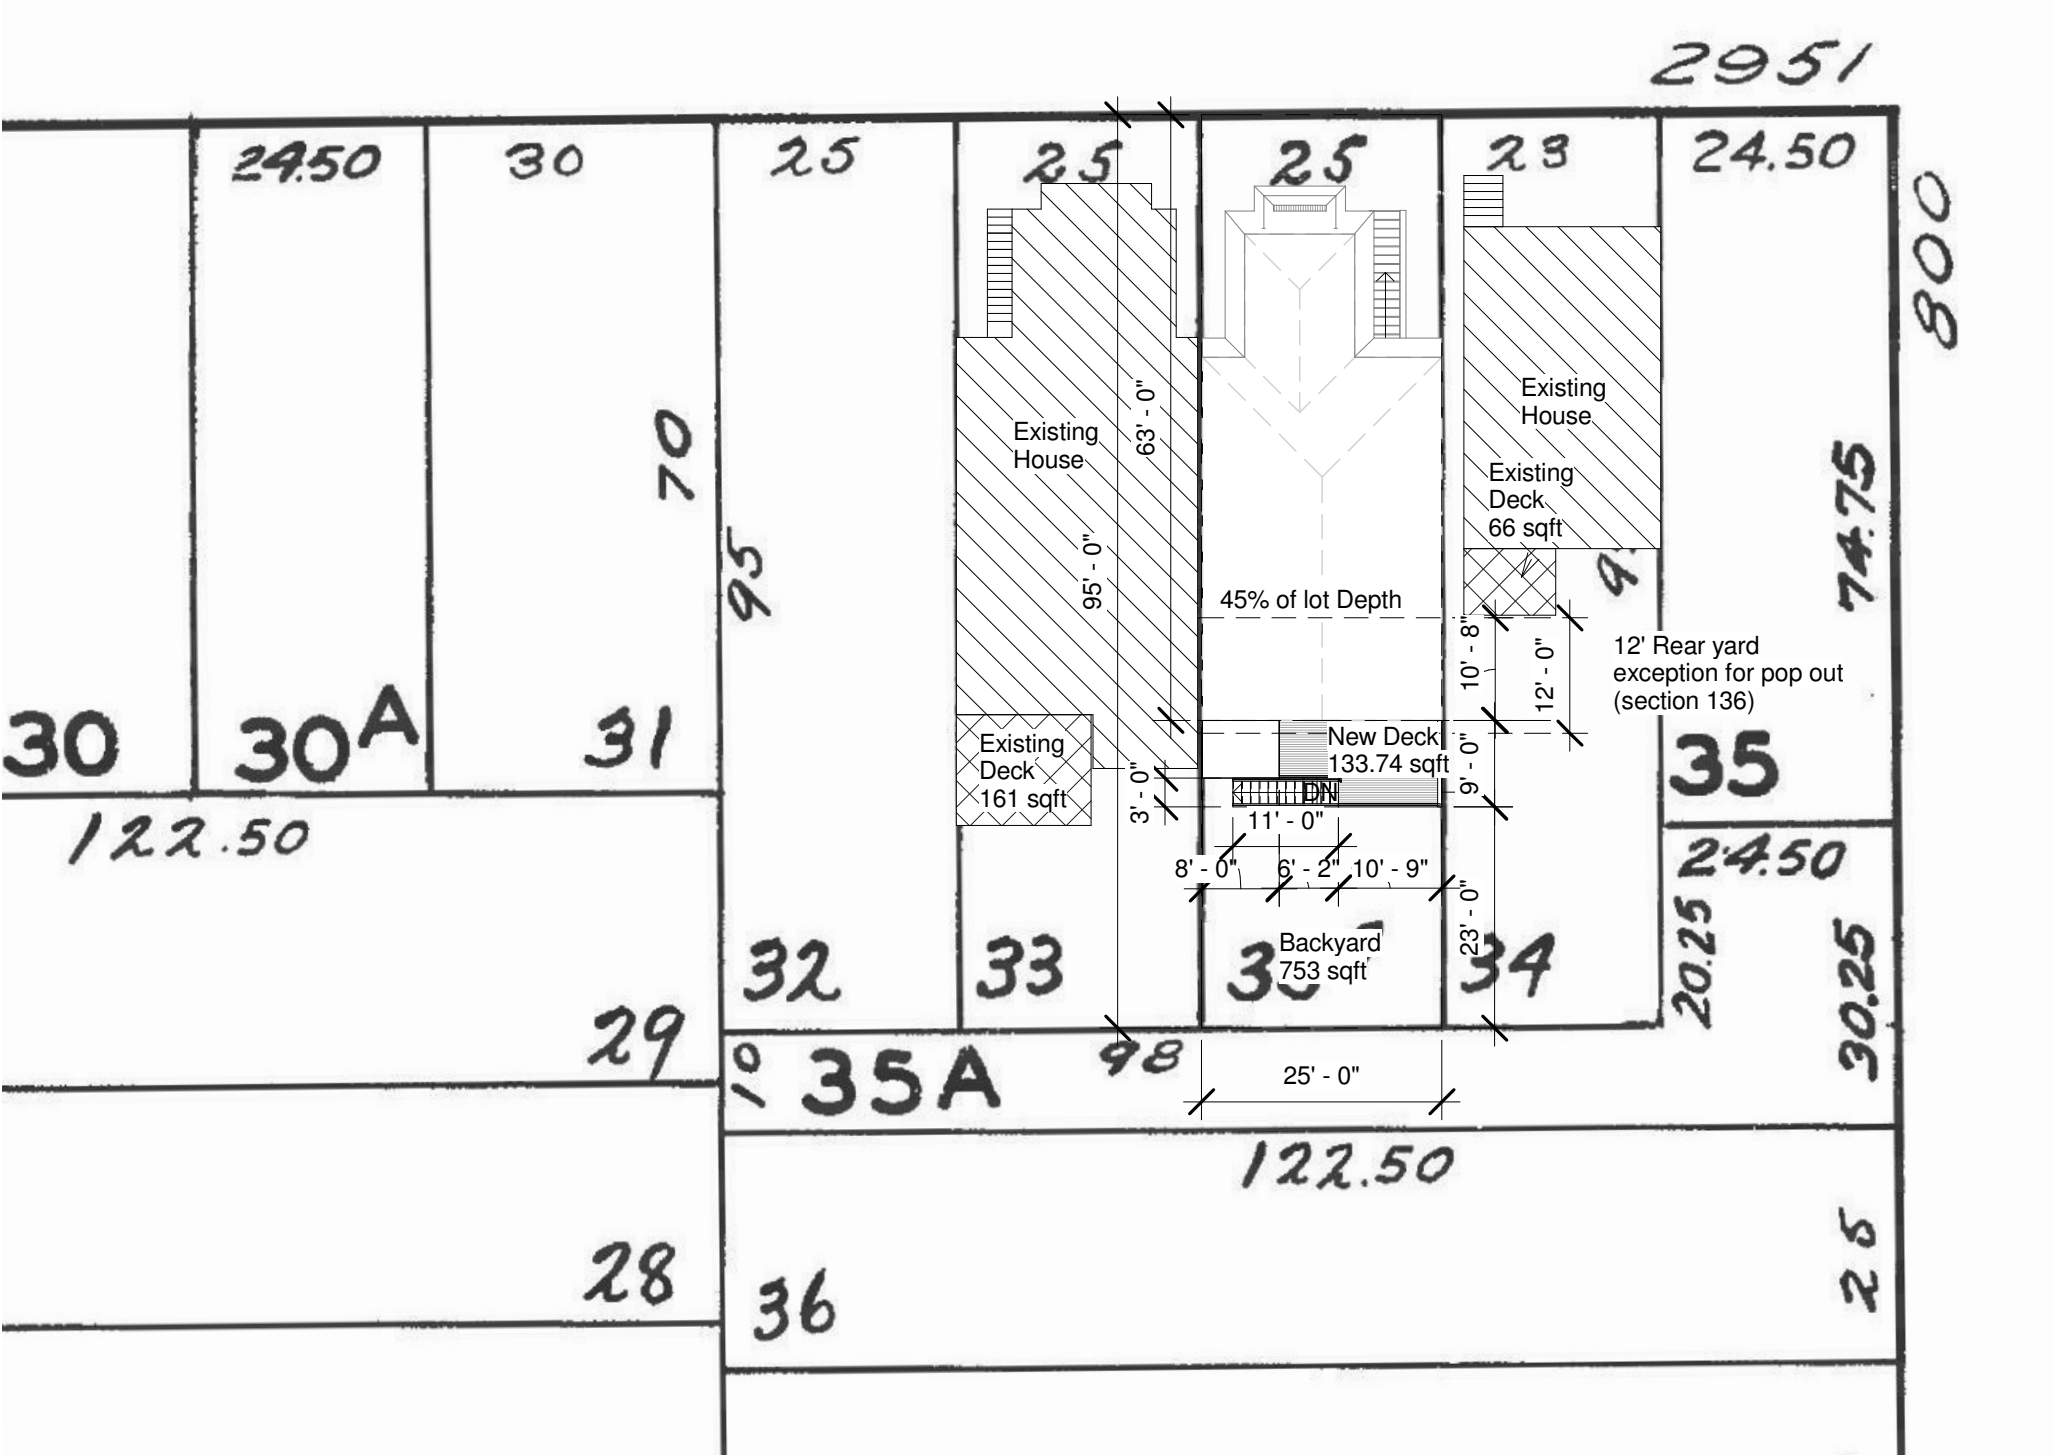 2951
24.50
30
25
25
25
23
24.50
800
70
95
63' - 0"
95' - 0"
Existing
House
Existing
House
Existing
Deck
66 sqft
74.75
45% of lot Depth
10' - 8"
12' - 0"
12' Rear yard
exception for pop out
(section 136)
30
30A
31
35
Existing
Deck
161 sqft
New Deck
133.74 sqft
9' - 0"
3' - 0"
DN
11' - 0"
122.50
24.50
8' - 0"
6' - 2"
10' - 9"
23' - 0"
20.25
30.25
Backyard
753 sqft
32
33
34
29
10
35A
98
25' - 0"
122.50
25
28
36